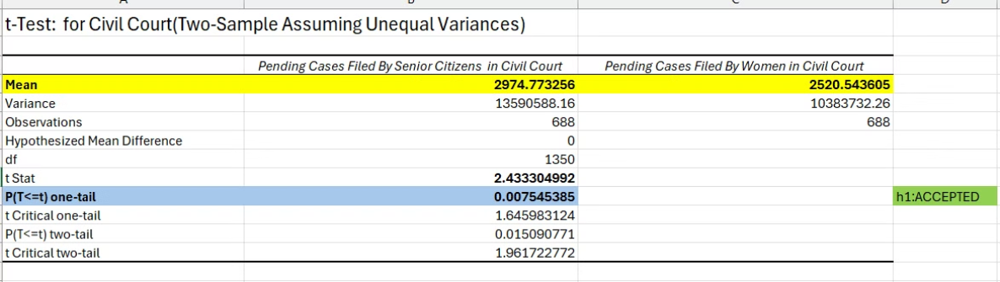 t-Test: for Civil Court(Two-Sample Assuming Unequal Variances)
Pending Cases Filed By Senior Citizens in Civil Court Pending Cases Filed By Women in Civil Court
Mean 2974.773256 2520.543605
Variance 13590588.16 10383732.26
Observations 688 688
Hypothesized Mean Difference 0
df 1350
t Stat 2.433304992
P(T<=t) one-tail 0.007545385 h1:ACCEPTED
t Critical one-tail 1.645983124
P(T<=t) two-tail 0.015090771
t Critical two-tail 1.961722772